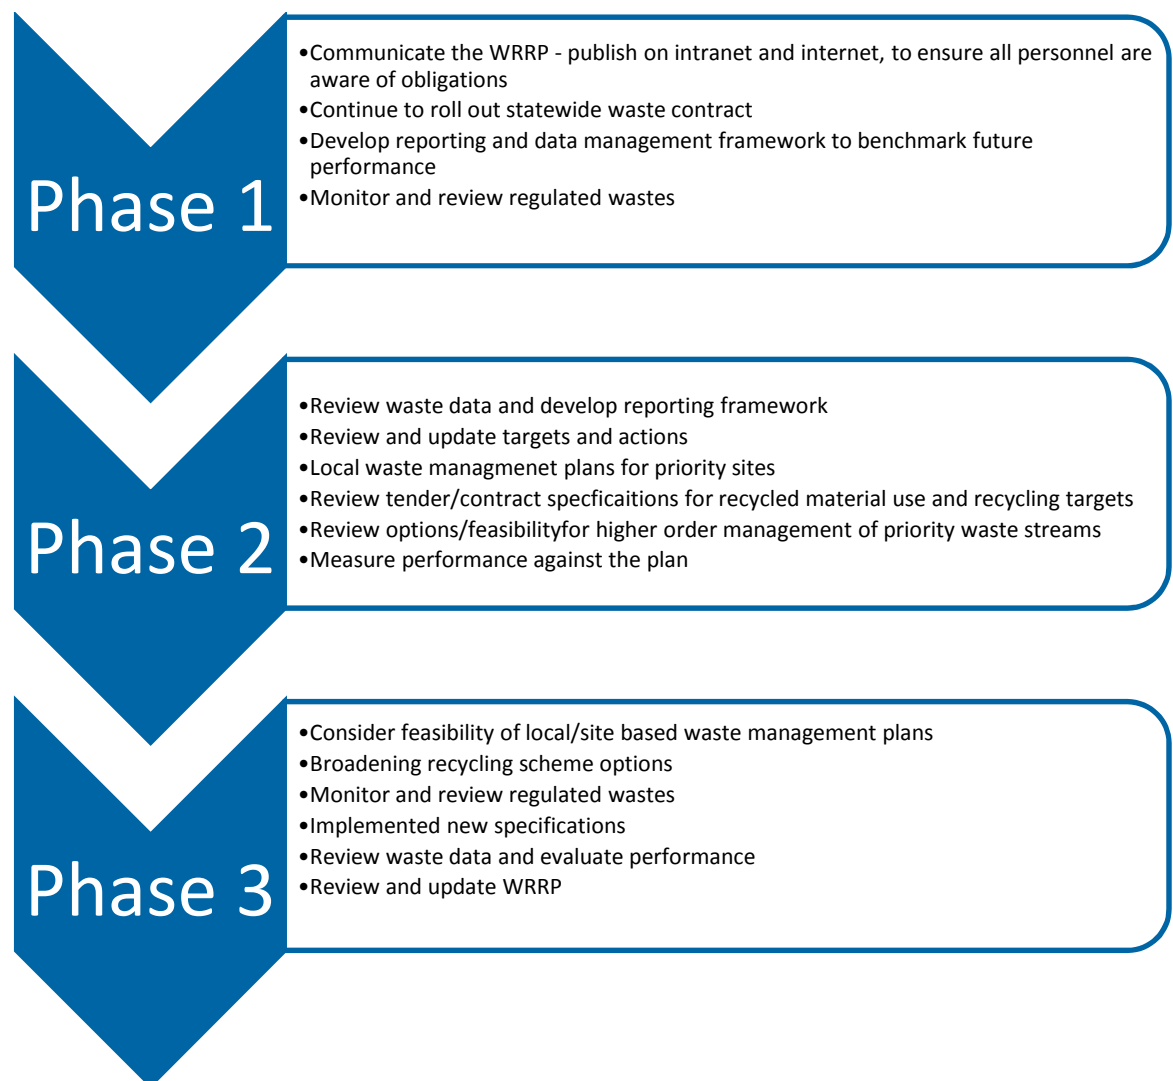 Phase 1
•Communicate the WRRP - publish on intranet and internet, to ensure all personnel are
aware of obligations
•Continue to roll out statewide waste contract
•Develop reporting and data management framework to benchmark future
performance
•Monitor and review regulated wastes
Phase 2
•Review waste data and develop reporting framework
•Review and update targets and actions
•Local waste managmenet plans for priority sites
•Review tender/contract specficaitions for recycled material use and recycling targets
•Review options/feasibilityfor higher order management of priority waste streams
•Measure performance against the plan
Phase 3
•Consider feasibility of local/site based waste management plans
•Broadening recycling scheme options
•Monitor and review regulated wastes
•Implemented new specifications
•Review waste data and evaluate performance
•Review and update WRRP